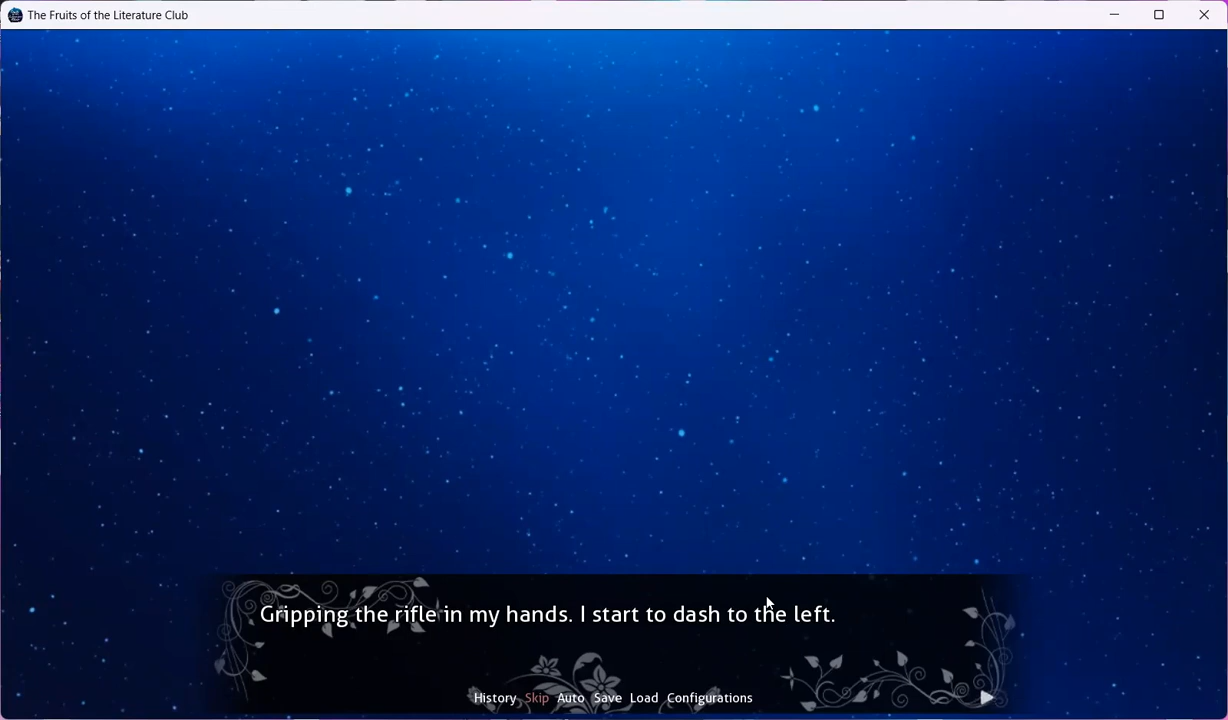 The Fruits of the Literature Club
Gripping the rifle in my hands. I start to dash to the left.
History Skip Auto Save Load Configurations